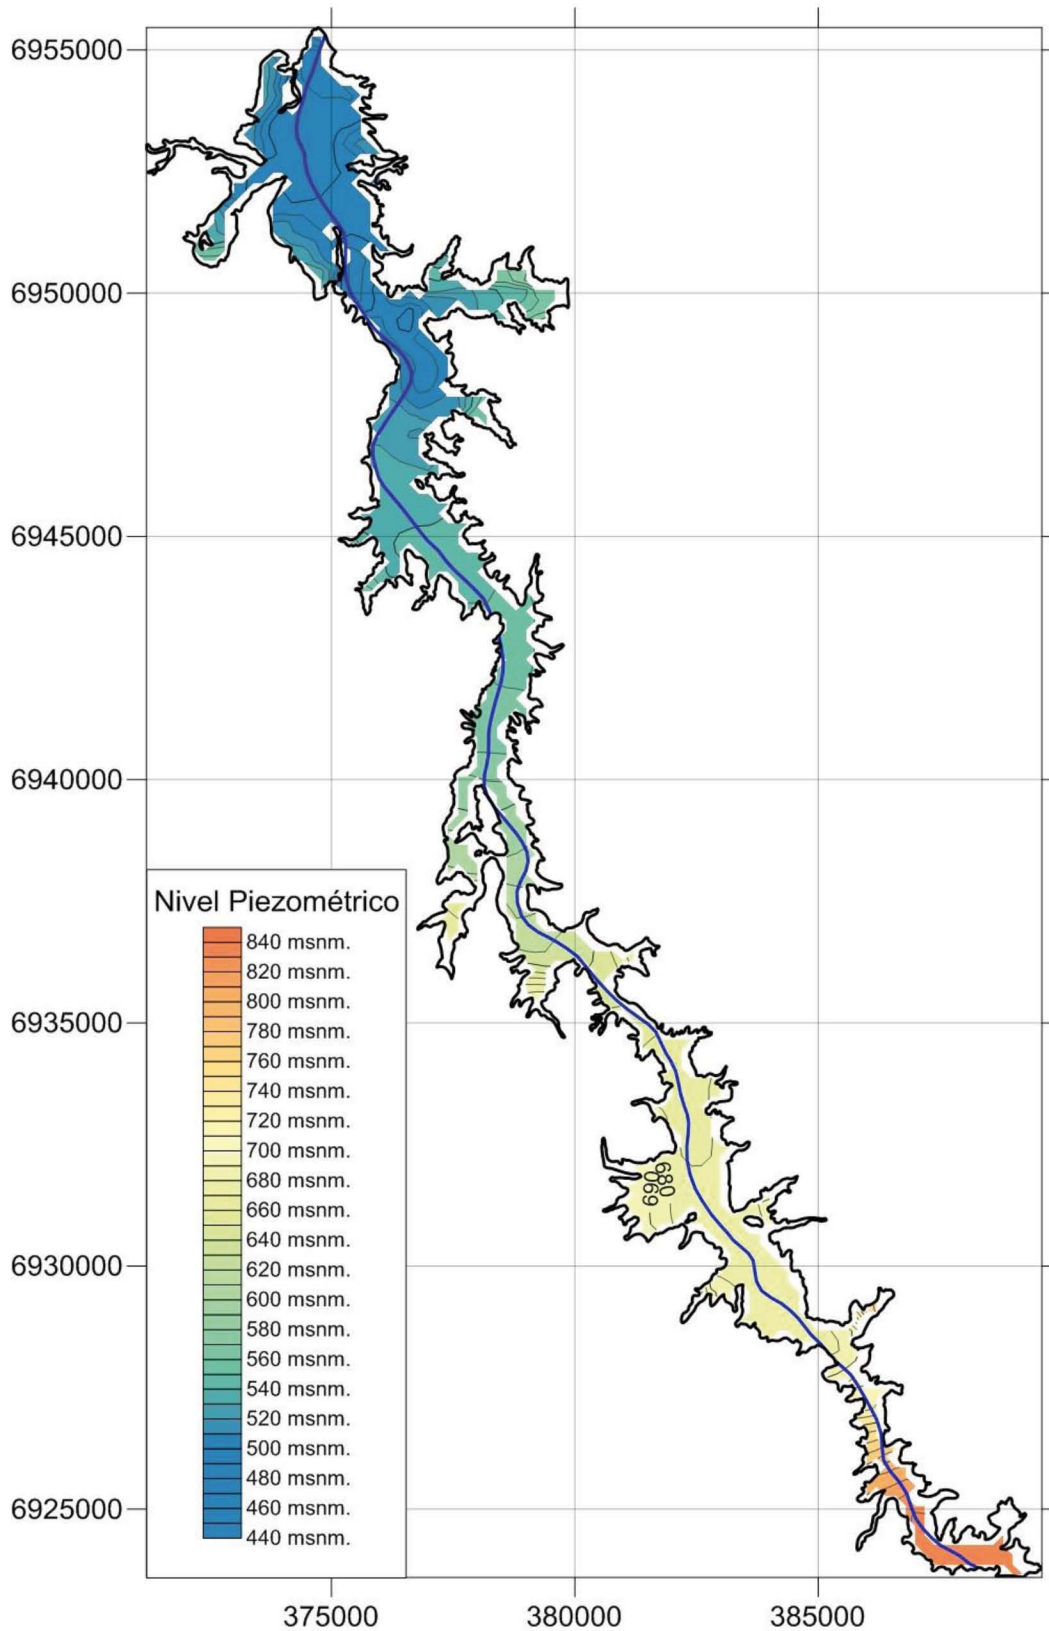 6955000
6950000
6945000
6940000
6935000
6930000
6925000
375000
380000
385000
680
690
Nivel Piezométrico
840 msnm.
820 msnm.
800 msnm.
780 msnm.
760 msnm.
740 msnm.
720 msnm.
700 msnm.
680 msnm.
660 msnm.
640 msnm.
620 msnm.
600 msnm.
580 msnm.
560 msnm.
540 msnm.
520 msnm.
500 msnm.
480 msnm.
460 msnm.
440 msnm.